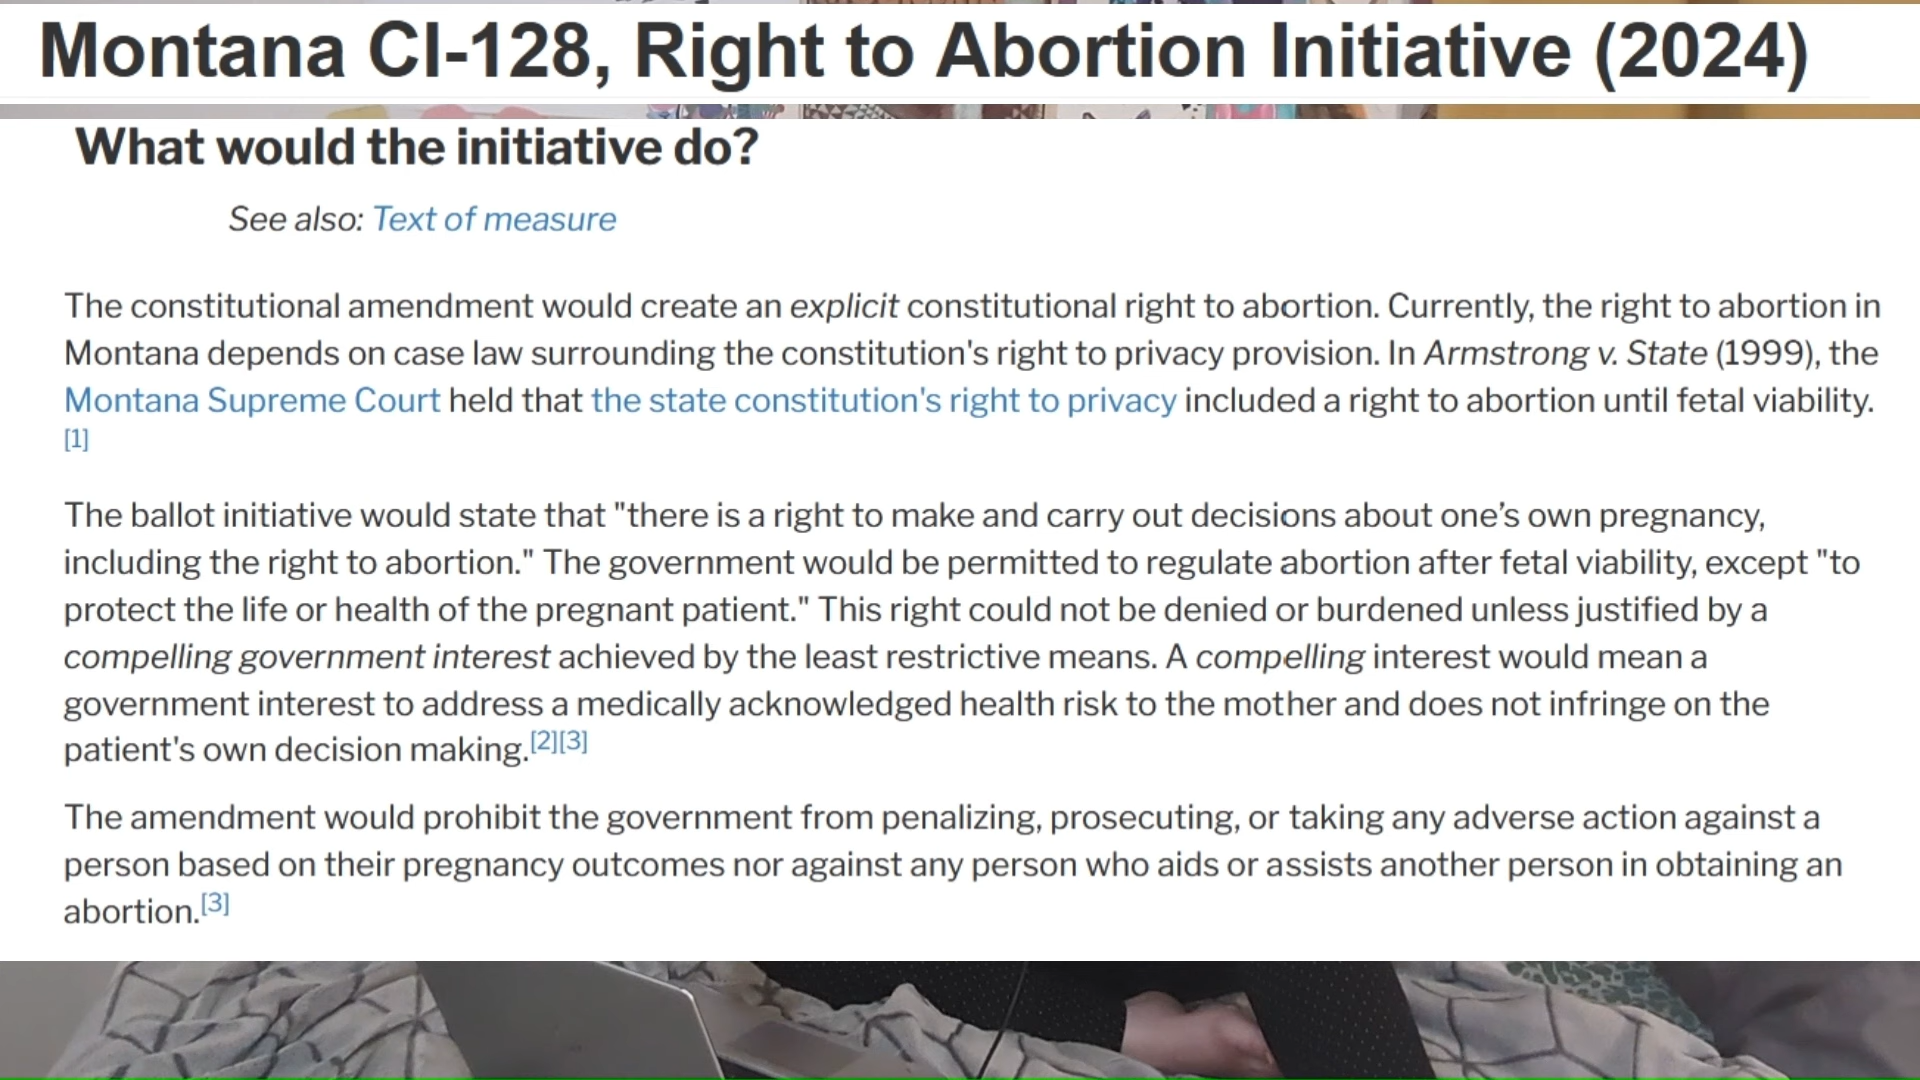 Montana CI-128, Right to Abortion Initiative (2024)
What would the initiative do?
See also: Text of measure
The constitutional amendment would create an explicit constitutional right to abortion. Currently, the right to abortion in
Montana depends on case law surrounding the constitution's right to privacy provision. In Armstrong v. State (1999), the
Montana Supreme Court held that the state constitution's right to privacy included a right to abortion until fetal viability.
[1]
The ballot initiative would state that "there is a right to make and carry out decisions about one’s own pregnancy,
including the right to abortion." The government would be permitted to regulate abortion after fetal viability, except "to
protect the life or health of the pregnant patient." This right could not be denied or burdened unless justified by a
compelling government interest achieved by the least restrictive means. A compelling interest would mean a
government interest to address a medically acknowledged health risk to the mother and does not infringe on the
patient's own decision making.[2][3]
The amendment would prohibit the government from penalizing, prosecuting, or taking any adverse action against a
person based on their pregnancy outcomes nor against any person who aids or assists another person in obtaining an
abortion.[3]